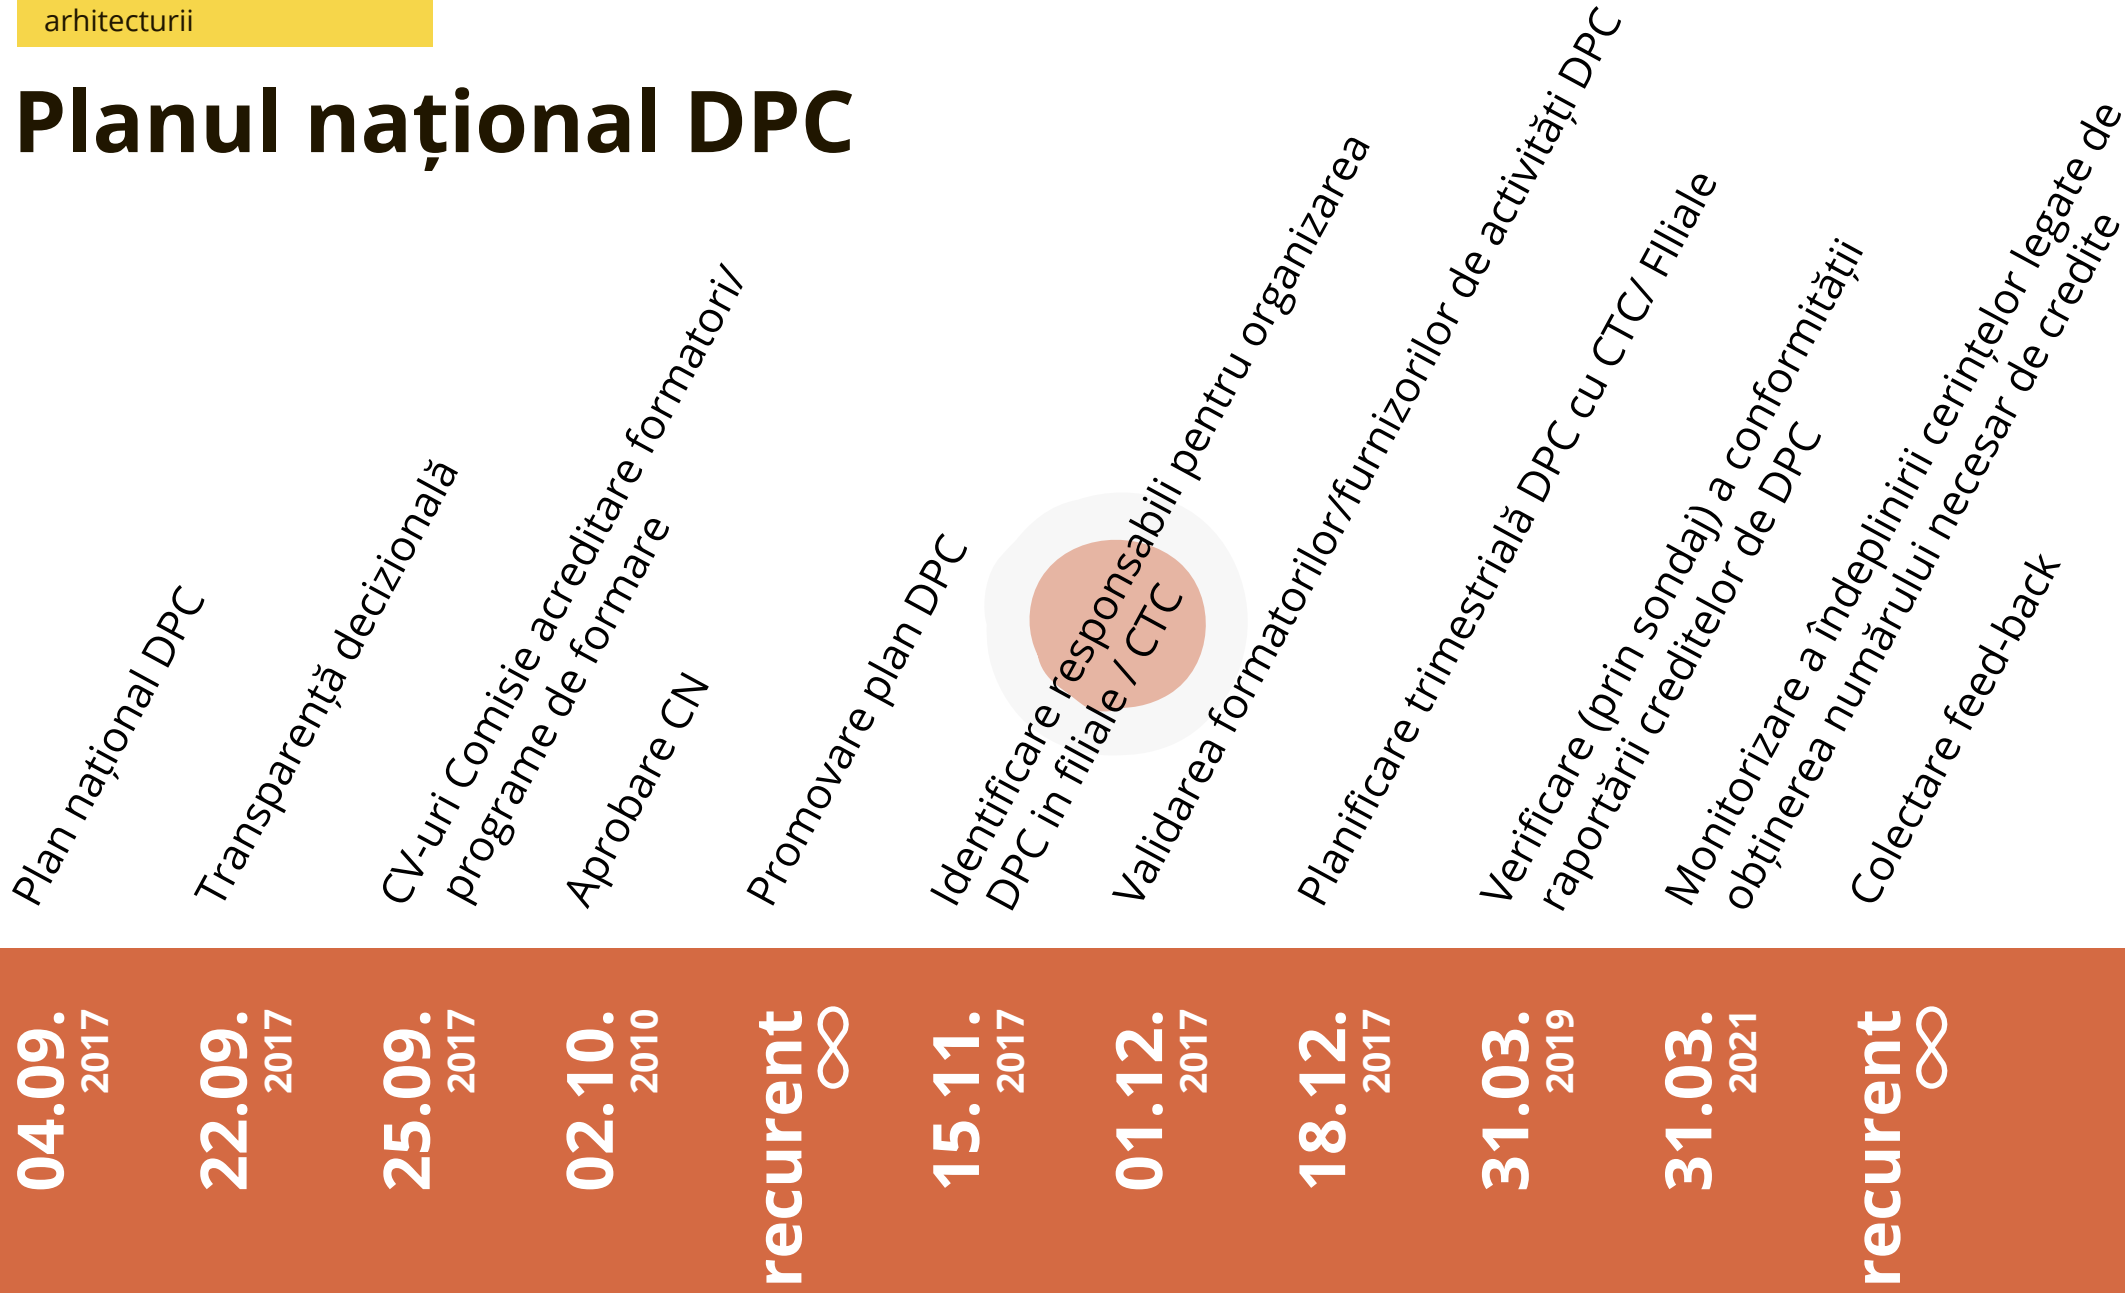 arhitecturii
Planul național DPC
Plan național DPC
Transparență decizională
CV-uri Comisie acreditare formatori/
programe de formare
Aprobare CN
Promovare plan DPC
Identificare responsabili pentru organizarea
DPC in filiale / CTC
Validarea formatorilor/furnizorilor de activități DPC
Planificare trimestrială DPC cu CTC/ FIliale
Verificare (prin sondaj) a conformității
raportării creditelor de DPC
Monitorizare a îndeplinirii cerințelor legate de
obținerea numărului necesar de credite
Colectare feed-back
04.09.
2017
22.09.
2017
25.09.
2017
02.10.
2010
recurent
∞
15.11.
2017
01.12.
2017
18.12.
2017
31.03.
2019
31.03.
2021
recurent
∞